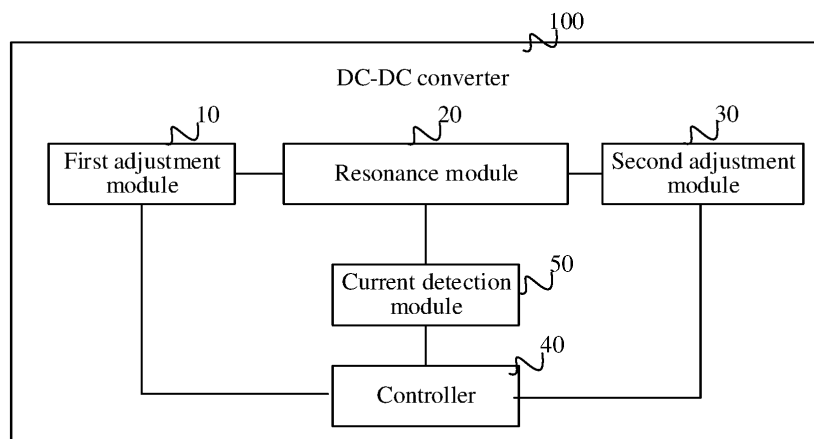 100
DC-DC converter
10
20
30
First adjustment
module
Resonance module
Second adjustment
module
50
Current detection
module
40
Controller